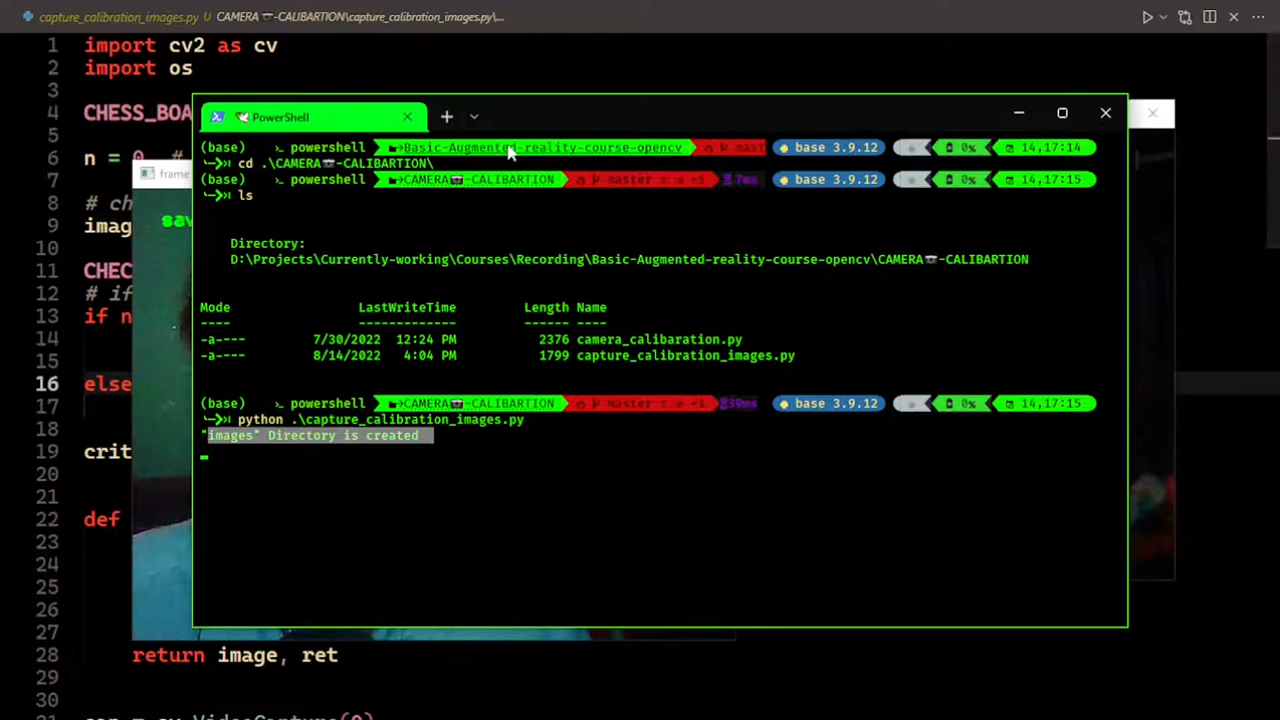 capture_calibration_images.py U CAMERA📷-CALIBARTION\capture_calibration_images.py\...
1 import cv2 as cv
2 import os
3
4 CHESS_BOA
5
6 n = 0 #
7
8 # ch
9 imag
10
11 CHEC
12 # if
13 if n
14
15
16 else
17
18
19 crit
20
21
22 def
23
24
25
26
27
28 return image, ret
29
30
frame
sav
PowerShell
(base) powershell Basic-Augmented-reality-course-opencv base 3.9.12 0% 14,17:14
cd .\CAMERA📷-CALIBARTION\
(base) powershell CAMERA📷-CALIBARTION master 7ms base 3.9.12 0% 14,17:15
ls
Directory:
D:\Projects\Currently-working\Courses\Recording\Basic-Augmented-reality-course-opencv\CAMERA📷-CALIBARTION
Mode LastWriteTime Length Name
---- ------------- ------ ----
-a---- 7/30/2022 12:24 PM 2376 camera_calibaration.py
-a---- 8/14/2022 4:04 PM 1799 capture_calibration_images.py
(base) powershell CAMERA📷-CALIBARTION master 39ms base 3.9.12 0% 14,17:15
python .\capture_calibration_images.py
"images" Directory is created